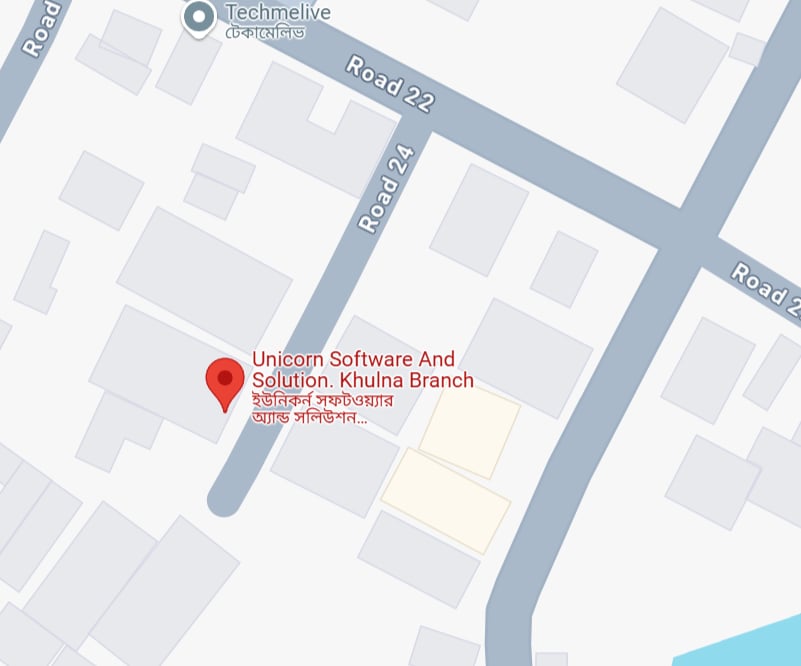 Road
Techmelive
টেকামেলিভ
Road 22
Road 24
Road 2
Unicorn Software And
Solution. Khulna Branch
ইউনিকর্ন সফটওয়্যার
অ্যান্ড সলিউশন...